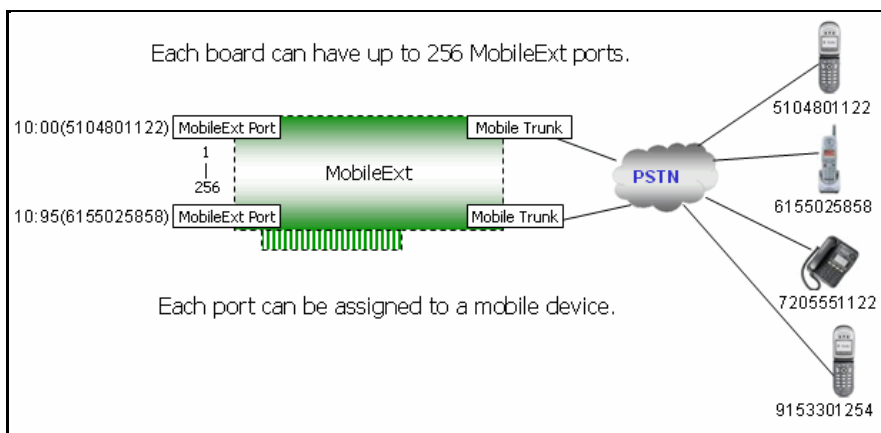 Each board can have up to 256 MobileExt ports.
5104801122
10:00(5104801122) MobileExt Port Mobile Trunk
1
|
256
MobileExt
PSTN
6155025858
10:95(6155025858) MobileExt Port Mobile Trunk
7205551122
Each port can be assigned to a mobile device.
9153301254